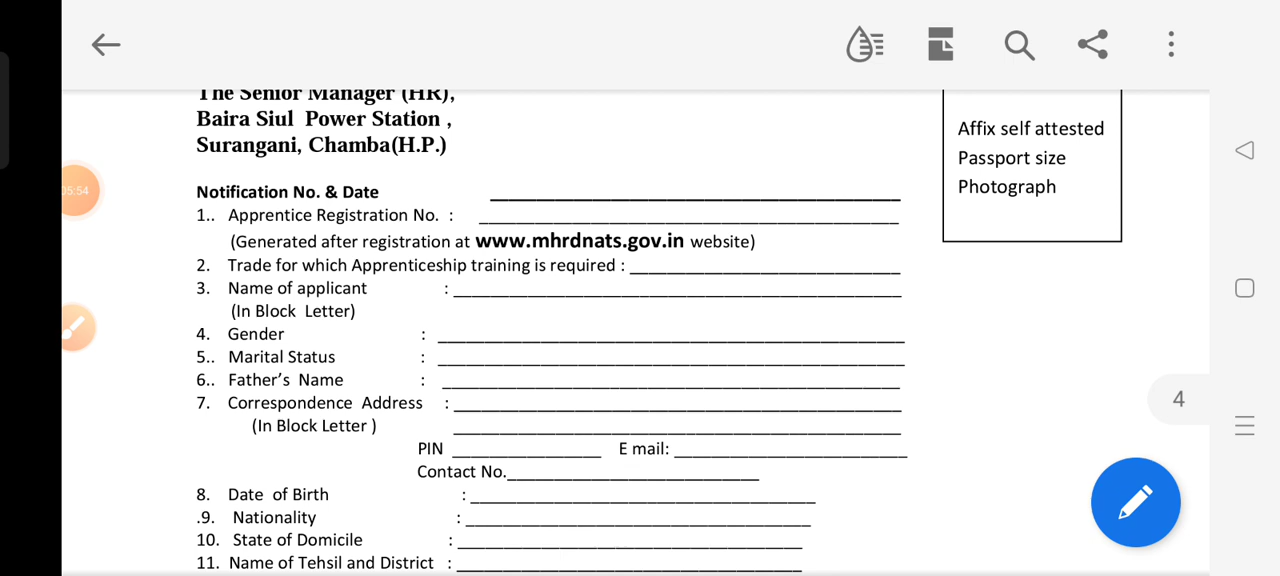 The Senior Manager (HR),
Baira Siul Power Station ,
Surangani, Chamba(H.P.)
Affix self attested
Passport size
Photograph
05:54
Notification No. & Date
1.. Apprentice Registration No. :
(Generated after registration at www.mhrdnats.gov.in website)
2. Trade for which Apprenticeship training is required :
3. Name of applicant :
(In Block Letter)
4. Gender :
5.. Marital Status :
6.. Father's Name :
7. Correspondence Address :
(In Block Letter )
PIN E mail:
Contact No.
8. Date of Birth :
.9. Nationality :
10. State of Domicile :
11. Name of Tehsil and District :
4